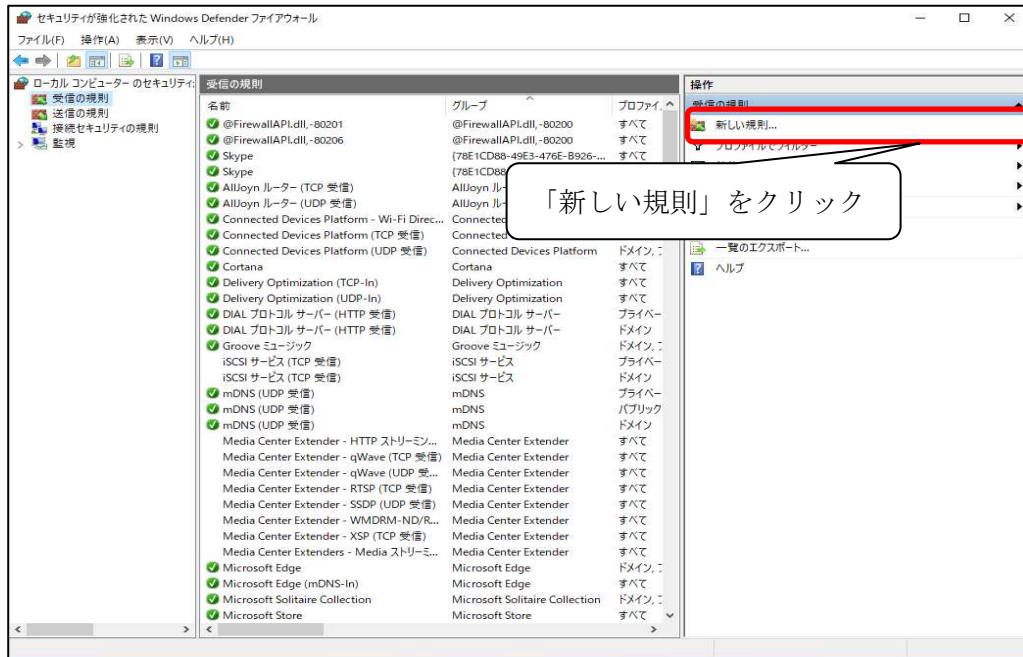 セキュリティが強化された Windows Defender ファイアウォール
ファイル(F) 操作(A) 表示(V) ヘルプ(H)
ローカル コンピューター のセキュリティ
受信の規則
送信の規則
接続セキュリティの規則
監視
受信の規則
名前 グループ プロファイ
@FirewallAPI.dll,-80201 @FirewallAPI.dll,-80200 すべて
@FirewallAPI.dll,-80206 @FirewallAPI.dll,-80200 すべて
Skype {78E1CD88-49E3-476E-B926-... すべて
Skype {78E1CD88
AllJoyn ルーター (TCP 受信) AllJoyn ル
AllJoyn ルーター (UDP 受信) AllJoyn ル
Connected Devices Platform - Wi-Fi Direc... Connected
Connected Devices Platform (TCP 受信) Connected
Connected Devices Platform (UDP 受信) Connected Devices Platform ドメイン,
Cortana Cortana すべて
Delivery Optimization (TCP-In) Delivery Optimization すべて
Delivery Optimization (UDP-In) Delivery Optimization すべて
DIAL プロトコル サーバー (HTTP 受信) DIAL プロトコル サーバー プライベー
DIAL プロトコル サーバー (HTTP 受信) DIAL プロトコル サーバー ドメイン
Groove ミュージック Groove ミュージック ドメイン,
iSCSI サービス (TCP 受信) iSCSI サービス プライベー
iSCSI サービス (TCP 受信) iSCSI サービス ドメイン
mDNS (UDP 受信) mDNS プライベー
mDNS (UDP 受信) mDNS パブリック
mDNS (UDP 受信) mDNS ドメイン
Media Center Extender - HTTP ストリーミン... Media Center Extender すべて
Media Center Extender - qWave (TCP 受信) Media Center Extender すべて
Media Center Extender - qWave (UDP 受... Media Center Extender すべて
Media Center Extender - RTSP (TCP 受信) Media Center Extender すべて
Media Center Extender - SSDP (UDP 受信) Media Center Extender すべて
Media Center Extender - WMDRM-ND/R... Media Center Extender すべて
Media Center Extender - XSP (TCP 受信) Media Center Extender すべて
Media Center Extenders - Media ストリーミ... Media Center Extender すべて
Microsoft Edge Microsoft Edge ドメイン,
Microsoft Edge (mDNS-In) Microsoft Edge すべて
Microsoft Solitaire Collection Microsoft Solitaire Collection ドメイン,
Microsoft Store Microsoft Store すべて
操作
受信の規則
新しい規則...
プロファイルでフィルター
「新しい規則」をクリック
一覧のエクスポート...
ヘルプ